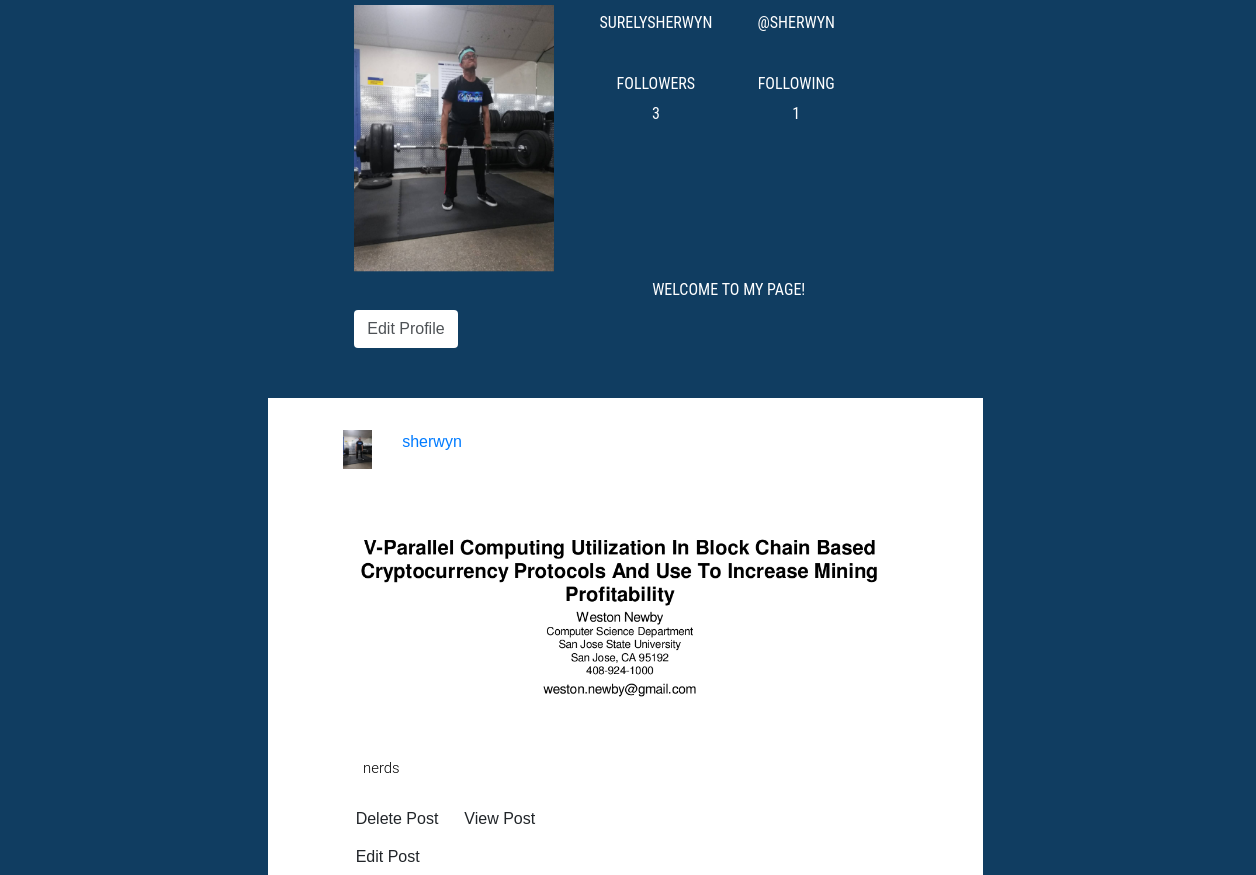 SURELYSHERWYN @SHERWYN
FOLLOWERS FOLLOWING
3 1
WELCOME TO MY PAGE!
Edit Profile
sherwyn
V-Parallel Computing Utilization In Block Chain Based
Cryptocurrency Protocols And Use To Increase Mining
Profitability
Weston Newby
Computer Science Department
San Jose State University
San Jose, CA 95192
408-924-1000
weston.newby@gmail.com
nerds
Delete Post View Post
Edit Post